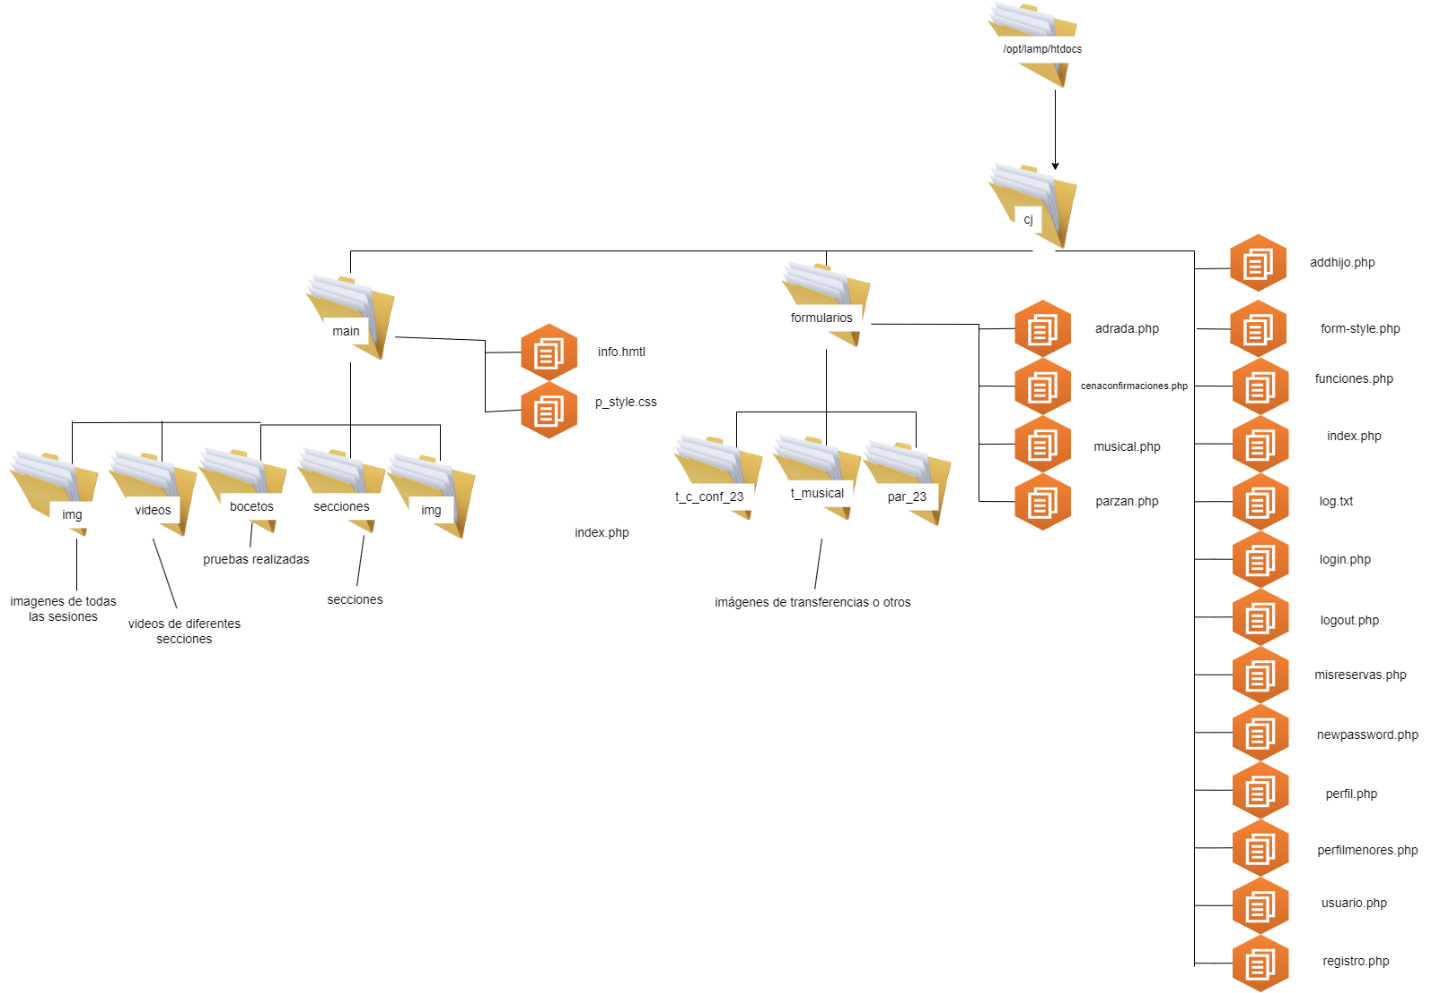 /opt/lamp/htdocs
cj
main
info.hmtl
p_style.css
img
videos
bocetos
secciones
img
index.php
pruebas realizadas
secciones
imagenes de todas
las sesiones
videos de diferentes
secciones
formularios
adrada.php
cenaconfirmaciones.php
musical.php
parzan.php
t_c_conf_23
t_musical
par_23
imágenes de transferencias o otros
addhijo.php
form-style.php
funciones.php
index.php
log.txt
login.php
logout.php
misreservas.php
newpassword.php
perfil.php
perfilmenores.php
usuario.php
registro.php